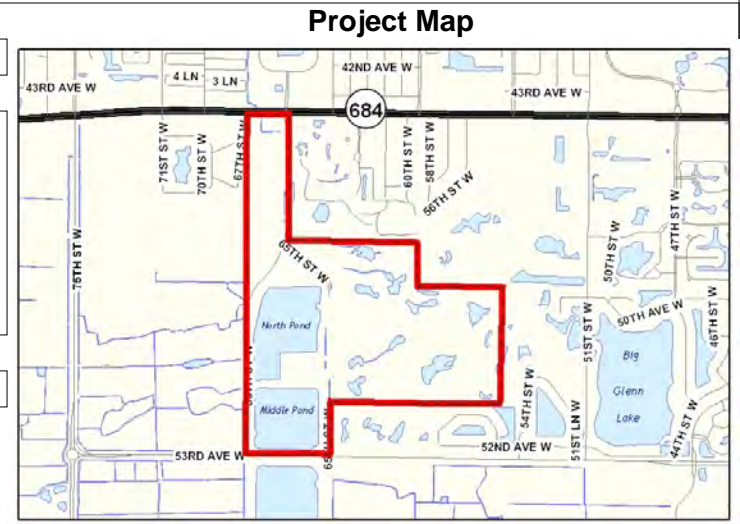 Project Map
42ND AVE W
4 LN
3 LN
43RD AVE W
43RD AVE W
684
71ST ST W
70TH ST W
67TH ST W
60TH ST W
58TH ST W
56TH ST W
75TH ST W
65TH ST W
50TH ST W
47TH ST W
50TH AVE W
46TH ST W
51ST ST W
North Pond
Big
Glenn
Lake
Middle Pond
54TH ST W
51ST LN W
44TH ST W
52ND AVE W
53RD AVE W